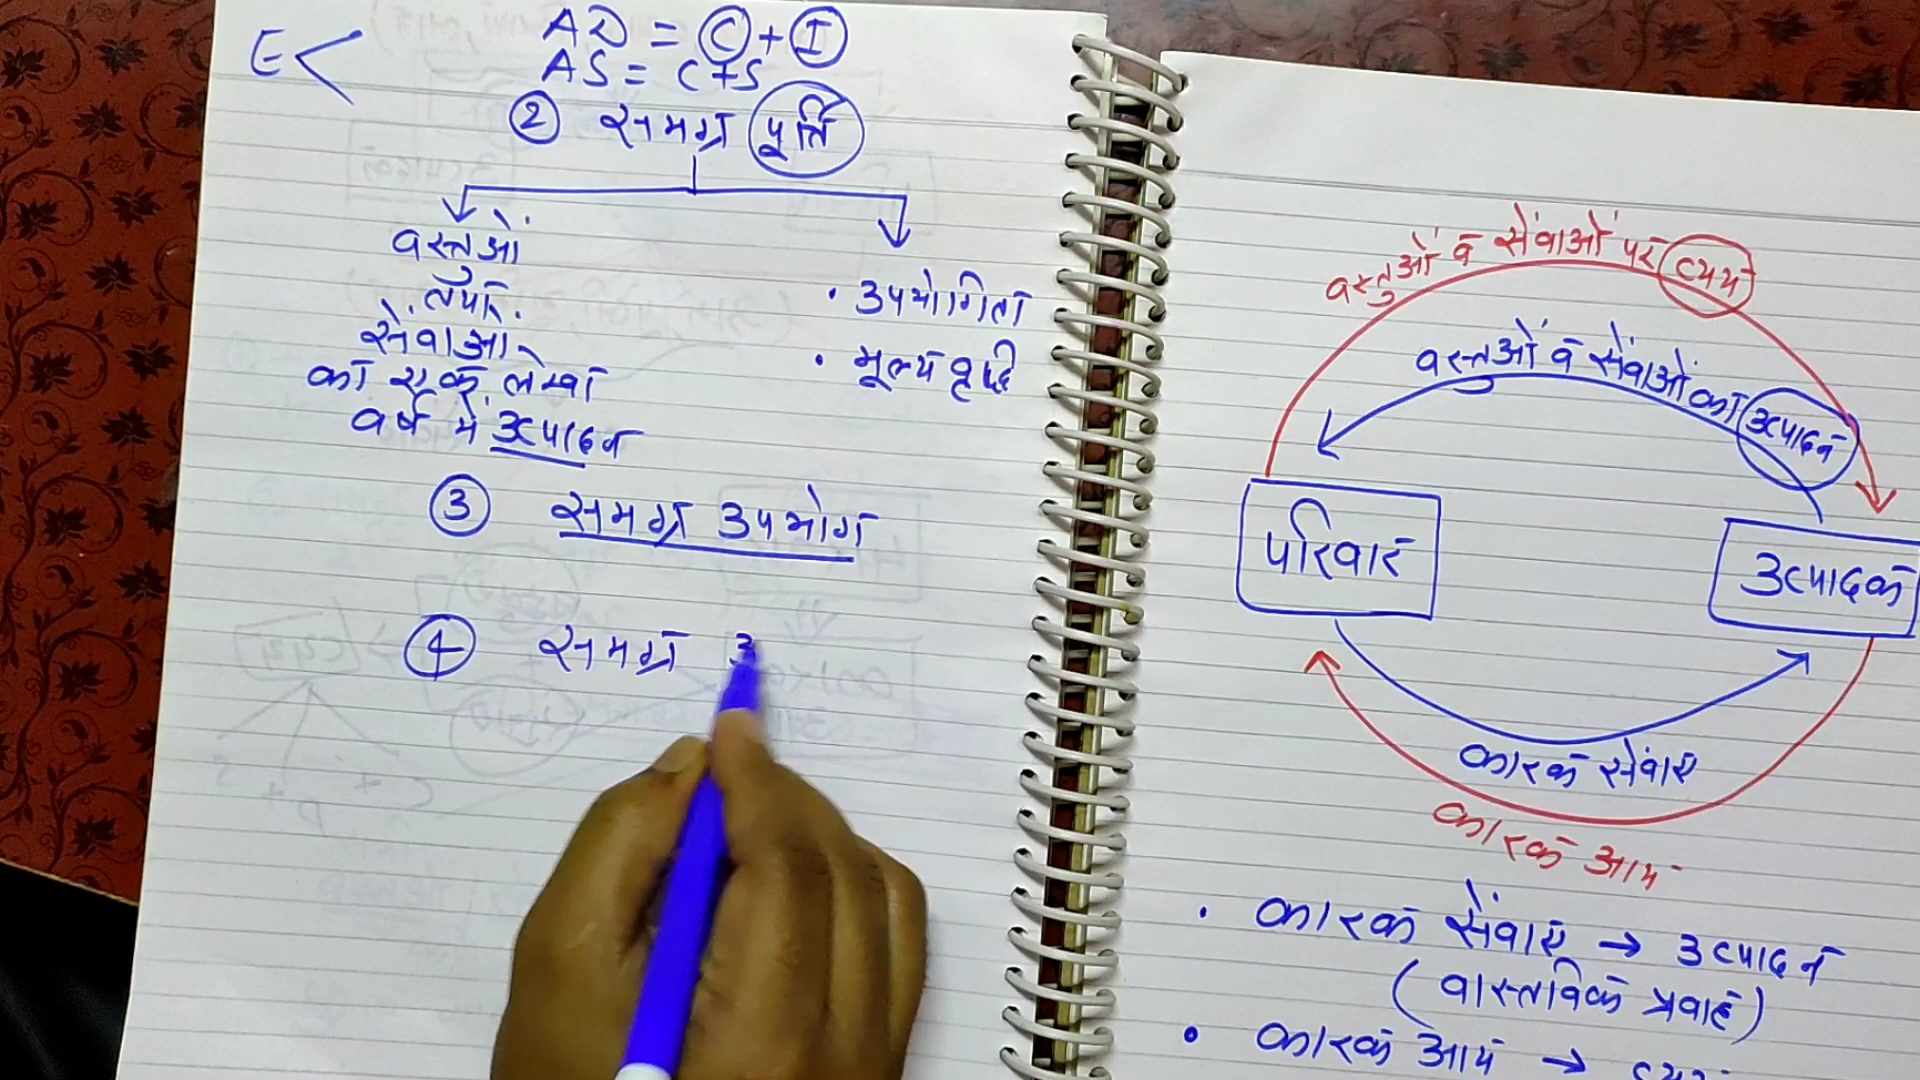 E <
AD = C + I
AS = C + S
② समग्र पूर्ति
वस्तुओं
तैयार
सेवाओं
का एक लेखा
वर्ष में उत्पादन
• उपयोगिता
• मूल्य वृद्धि
③ समग्र उपभोग
④ समग्र उ
वस्तुओं व सेवाओं पर व्यय
वस्तुओं व सेवाओं का उत्पादन
परिवार
उत्पादक
कारक सेवाएं
कारक आय
• कारक सेवाएं → उत्पादन
(वास्तविक प्रवाह)
• कारक आय →